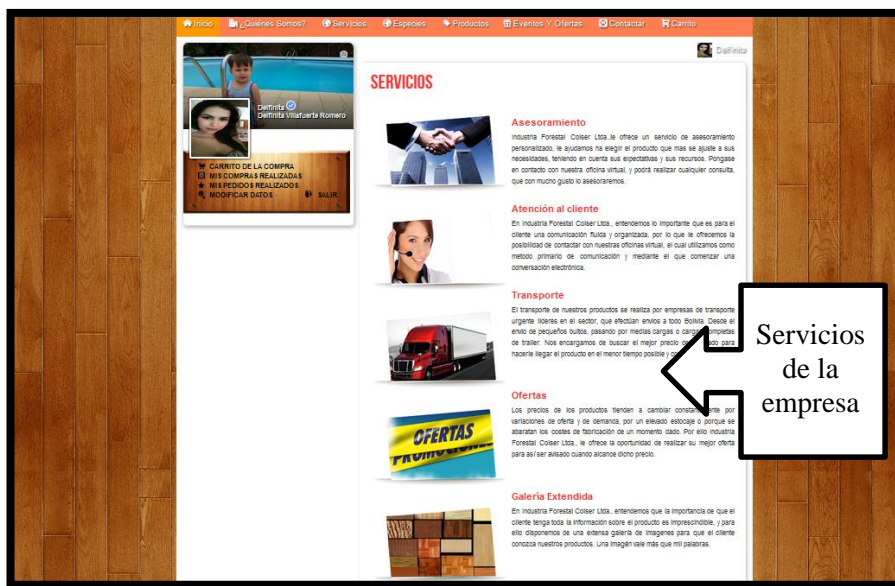 Inicio ¿Quiénes Somos? Servicios Especies Productos Eventos Y Ofertas Contactar Carrito
Delfinita
Delfinita
Delfinita Villafuerte Romero
CARRITO DE LA COMPRA
MIS COMPRAS REALIZADAS
MIS PEDIDOS REALIZADOS
MODIFICAR DATOS - SALIR
SERVICIOS
Asesoramiento
Industria Forestal Colser Ltda.,le ofrece un servicio de asesoramiento
personalizado, le ayudamos ha elegir el producto que mas se ajuste a sus
necesidades, teniendo en cuenta sus expectativas y sus recursos. Pongase
en contacto con nuestra oficina virtual, y podrá realizar cualquier consulta,
que con mucho gusto lo asesoraremos.
Atención al cliente
En Industria Forestal Colser Ltda., entendemos lo importante que es para el
cliente una comunicación fluida y organizada, por lo que le ofrecemos la
posibilidad de contactar con nuestras oficinas virtual, el cual utilizamos como
metodo primario de comunicación y mediante el que comenzar una
conversación electrónica.
Transporte
El transporte de nuestros productos se realiza por empresas de transporte
urgente lideres en el sector, que efectúan envios a todo Bolivia. Desde el
envio de pequeños bultos, pasando por medias cargas o cargas completas
de trailer. Nos encargamos de buscar el mejor precio de
hacerle llegar el producto en el menor tiempo posible y
Servicios
de la
empresa
Ofertas
Los precios de los productos tienden a cambiar por
variaciones de oferta y de demanda, por un elevado estocaje o porque se
abaratan los costes de fabricación de un momento dado. Por ello Industria
Forestal Colser Ltda., le ofrece la oportunidad de realizar su mejor oferta
para así ser avisado cuando alcance dicho precio.
OFERTAS
PROMOCIONES
Galería Extendida
En Industria Forestal Colser Ltda., entendemos que la importancia de que el
cliente tenga toda la información sobre el producto es imprescindible, y para
ello disponemos de una extensa galería de imagenes para que el cliente
conozca nuestros productos. Una imagén vale más que mil palabras.